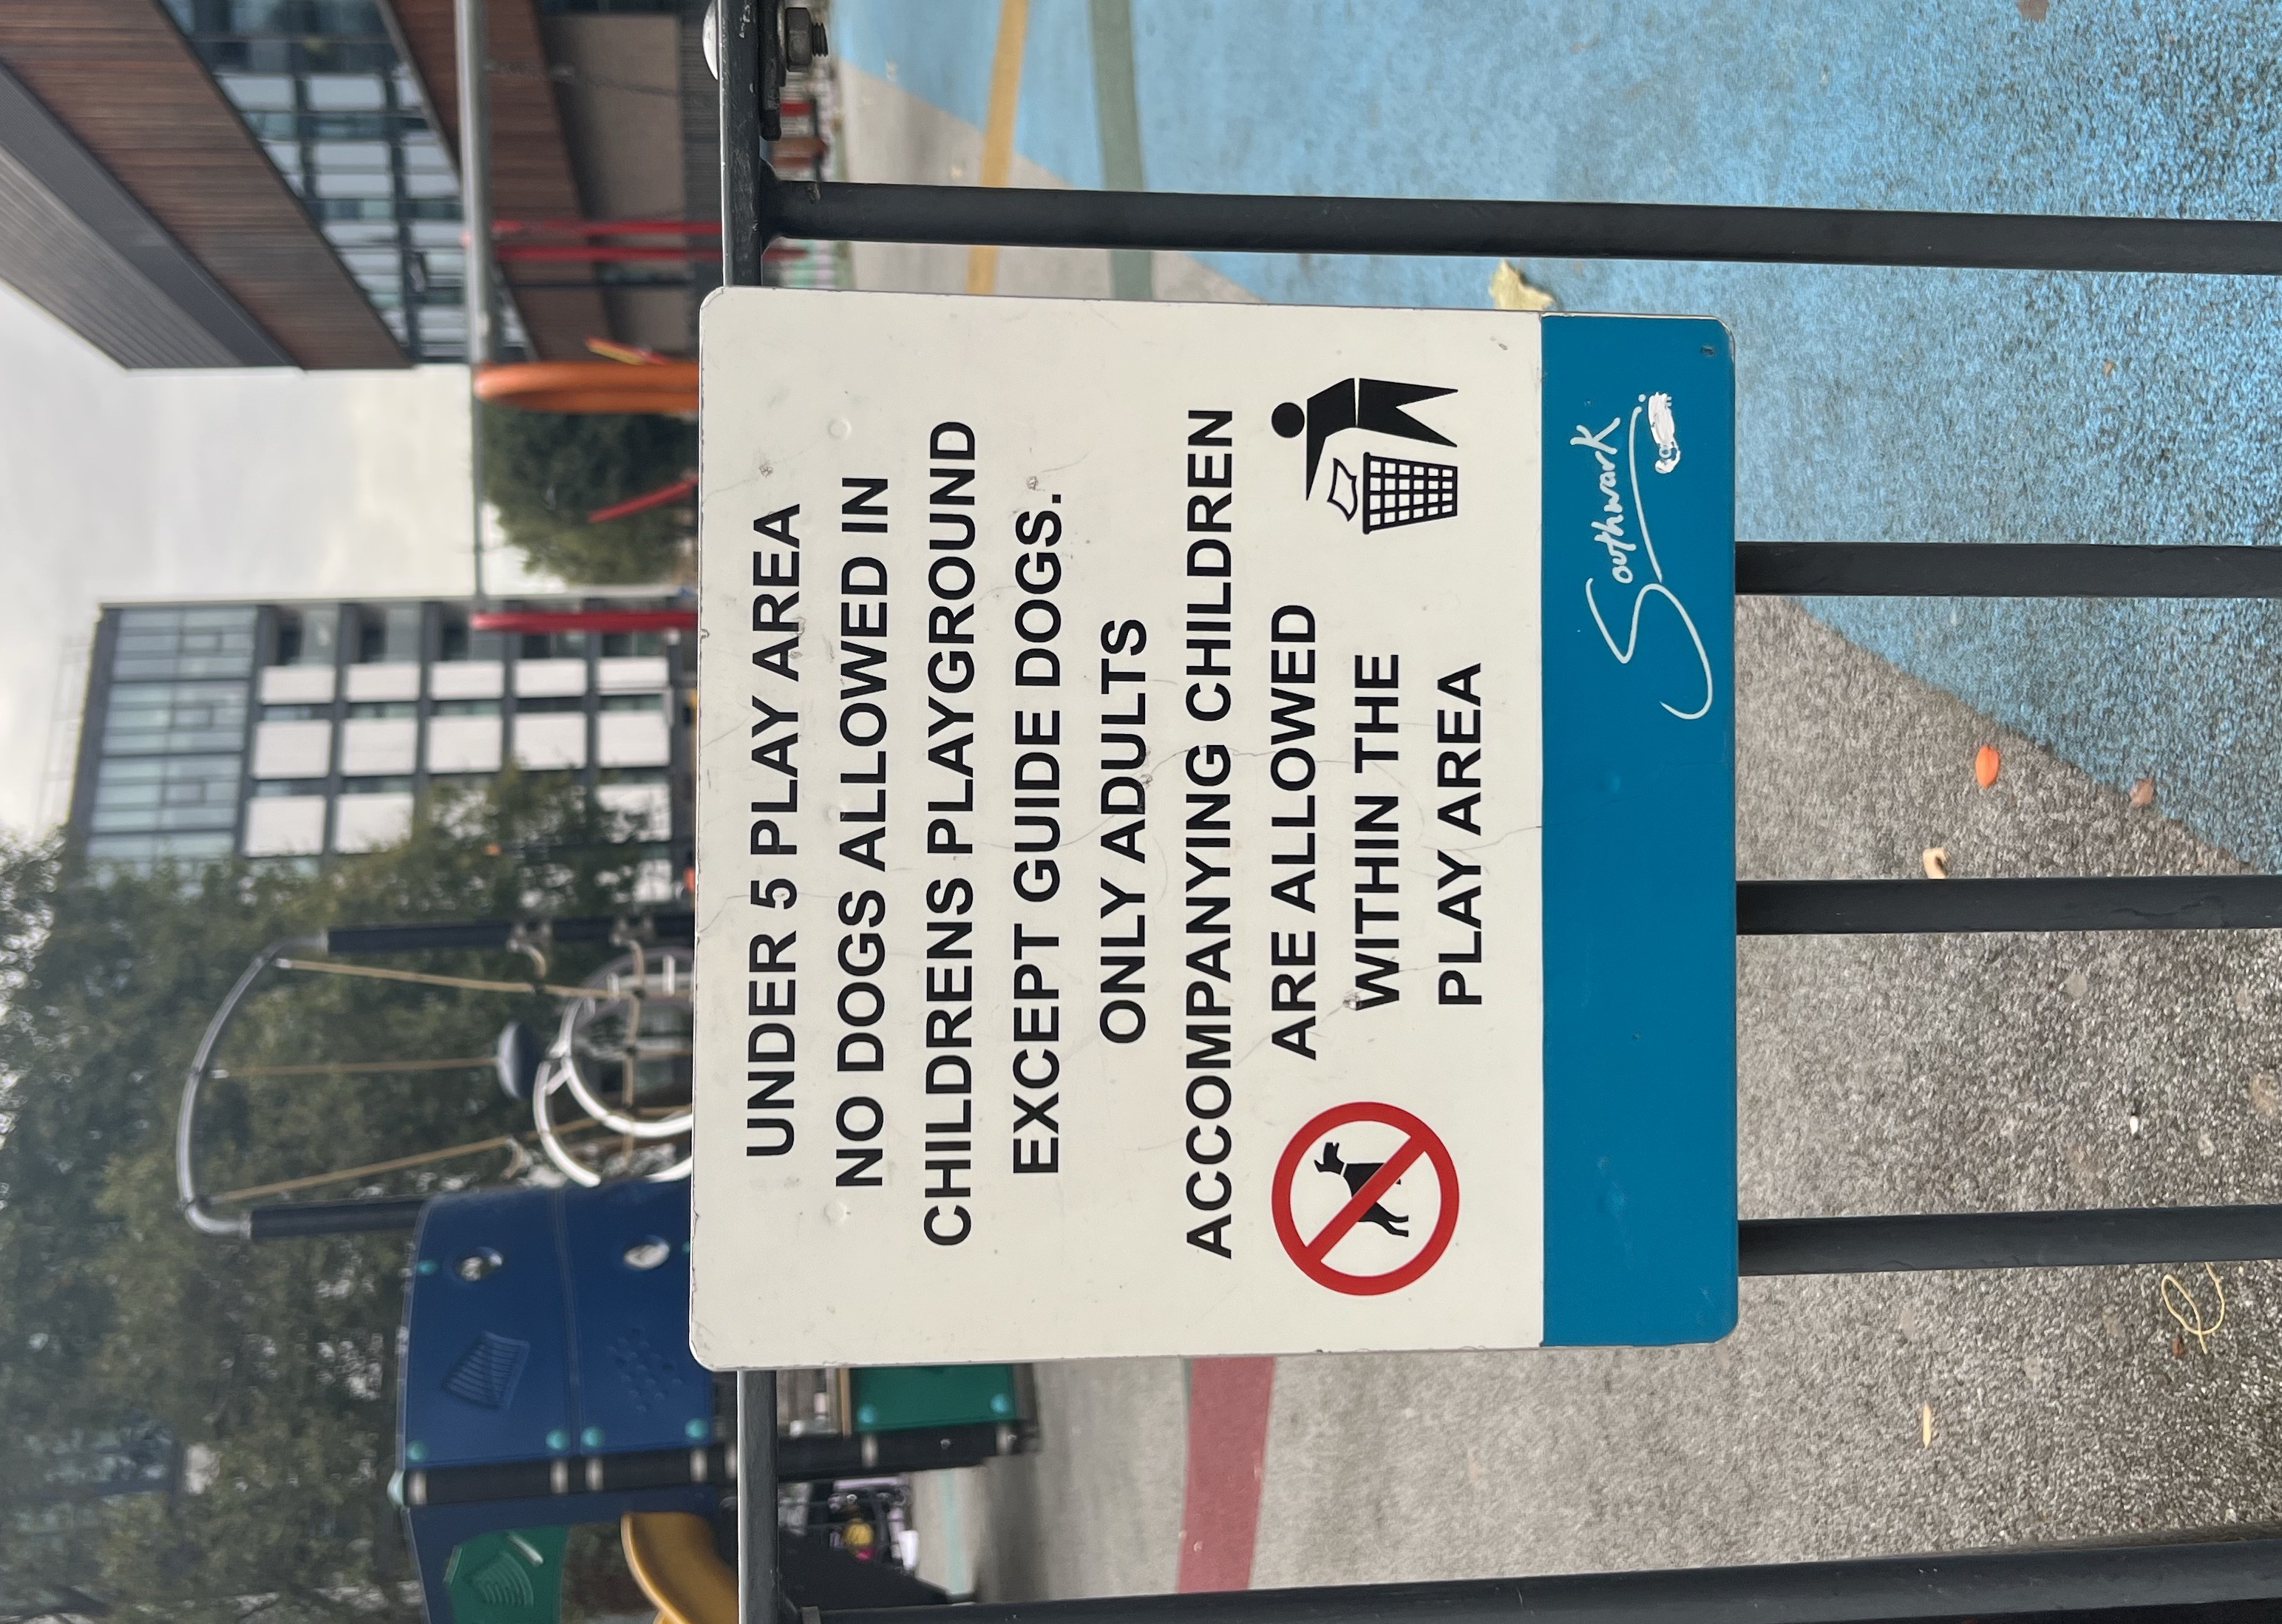 UNDER 5 PLAY AREA
NO DOGS ALLOWED IN
CHILDRENS PLAYGROUND
EXCEPT GUIDE DOGS.
ONLY ADULTS
ACCOMPANYING CHILDREN
ARE ALLOWED
WITHIN THE
PLAY AREA
Southwark